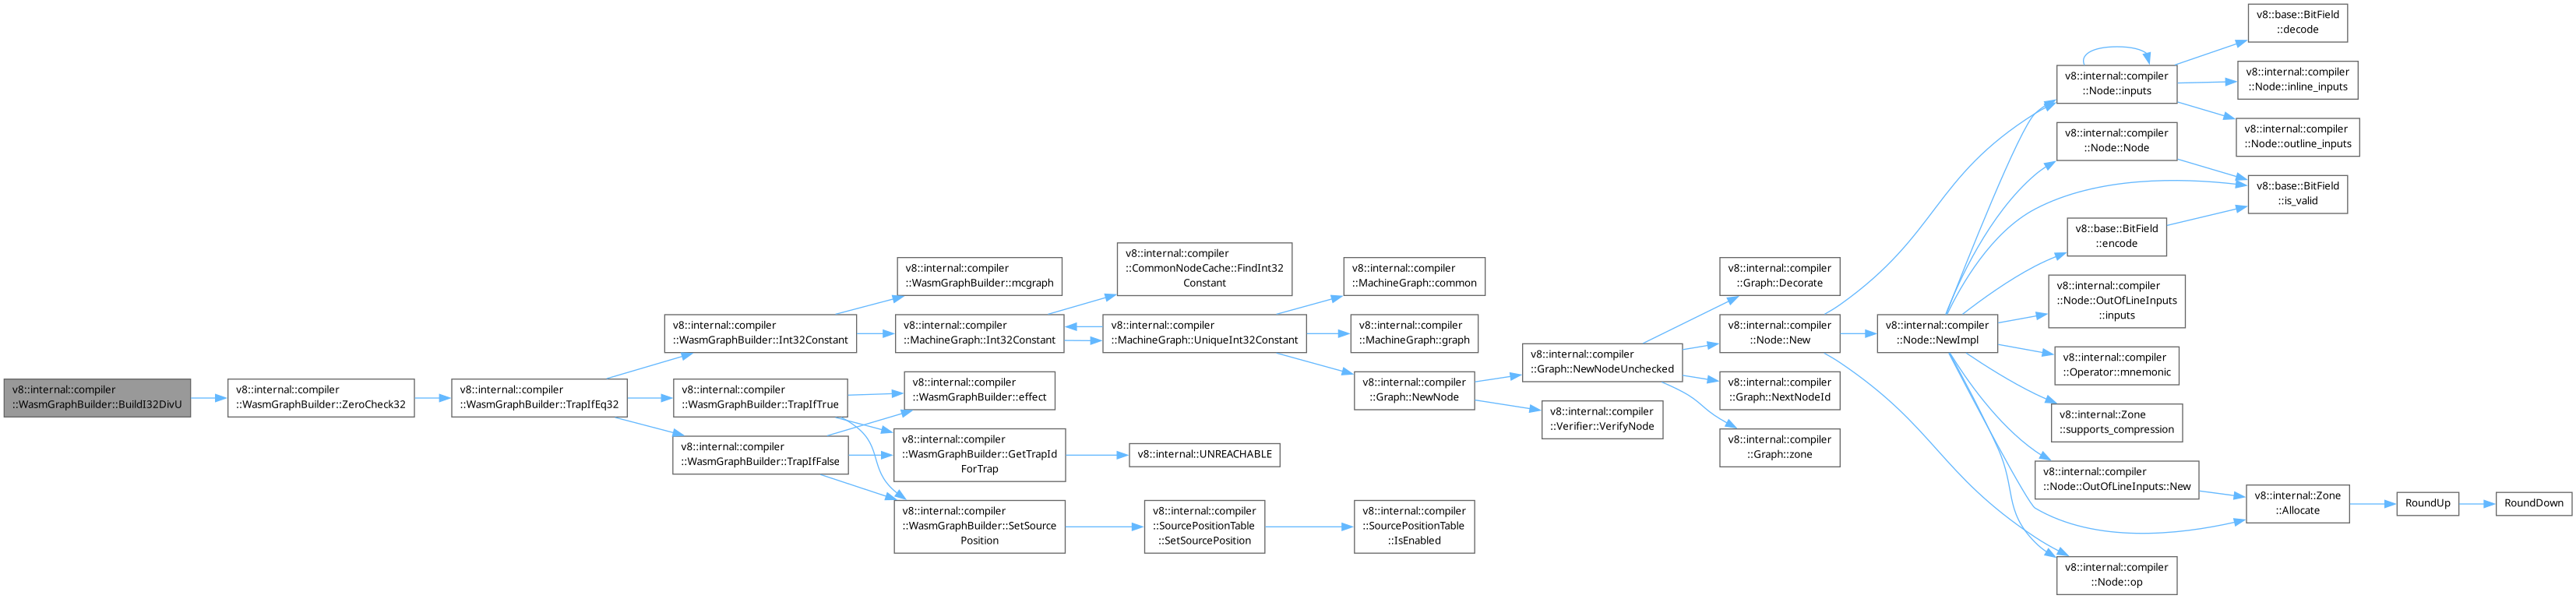 v8::internal::compiler
::WasmGraphBuilder::BuildI32DivU
v8::internal::compiler
::WasmGraphBuilder::ZeroCheck32
v8::internal::compiler
::WasmGraphBuilder::TrapIfEq32
v8::internal::compiler
::WasmGraphBuilder::Int32Constant
v8::internal::compiler
::WasmGraphBuilder::TrapIfTrue
v8::internal::compiler
::WasmGraphBuilder::TrapIfFalse
v8::internal::compiler
::WasmGraphBuilder::mcgraph
v8::internal::compiler
::MachineGraph::Int32Constant
v8::internal::compiler
::WasmGraphBuilder::effect
v8::internal::compiler
::WasmGraphBuilder::GetTrapId
ForTrap
v8::internal::compiler
::WasmGraphBuilder::SetSource
Position
v8::internal::compiler
::CommonNodeCache::FindInt32
Constant
v8::internal::compiler
::MachineGraph::UniqueInt32Constant
v8::internal::UNREACHABLE
v8::internal::compiler
::SourcePositionTable
::SetSourcePosition
v8::internal::compiler
::MachineGraph::common
v8::internal::compiler
::MachineGraph::graph
v8::internal::compiler
::Graph::NewNode
v8::internal::compiler
::SourcePositionTable
::IsEnabled
v8::internal::compiler
::Graph::NewNodeUnchecked
v8::internal::compiler
::Verifier::VerifyNode
v8::internal::compiler
::Graph::Decorate
v8::internal::compiler
::Node::New
v8::internal::compiler
::Graph::NextNodeId
v8::internal::compiler
::Graph::zone
v8::internal::compiler
::Node::NewImpl
v8::internal::compiler
::Node::inputs
v8::internal::compiler
::Node::Node
v8::base::BitField
::encode
v8::internal::compiler
::Node::OutOfLineInputs
::inputs
v8::internal::compiler
::Operator::mnemonic
v8::internal::Zone
::supports_compression
v8::internal::compiler
::Node::OutOfLineInputs::New
v8::internal::compiler
::Node::op
v8::base::BitField
::decode
v8::internal::compiler
::Node::inline_inputs
v8::internal::compiler
::Node::outline_inputs
v8::base::BitField
::is_valid
v8::internal::Zone
::Allocate
RoundUp
RoundDown